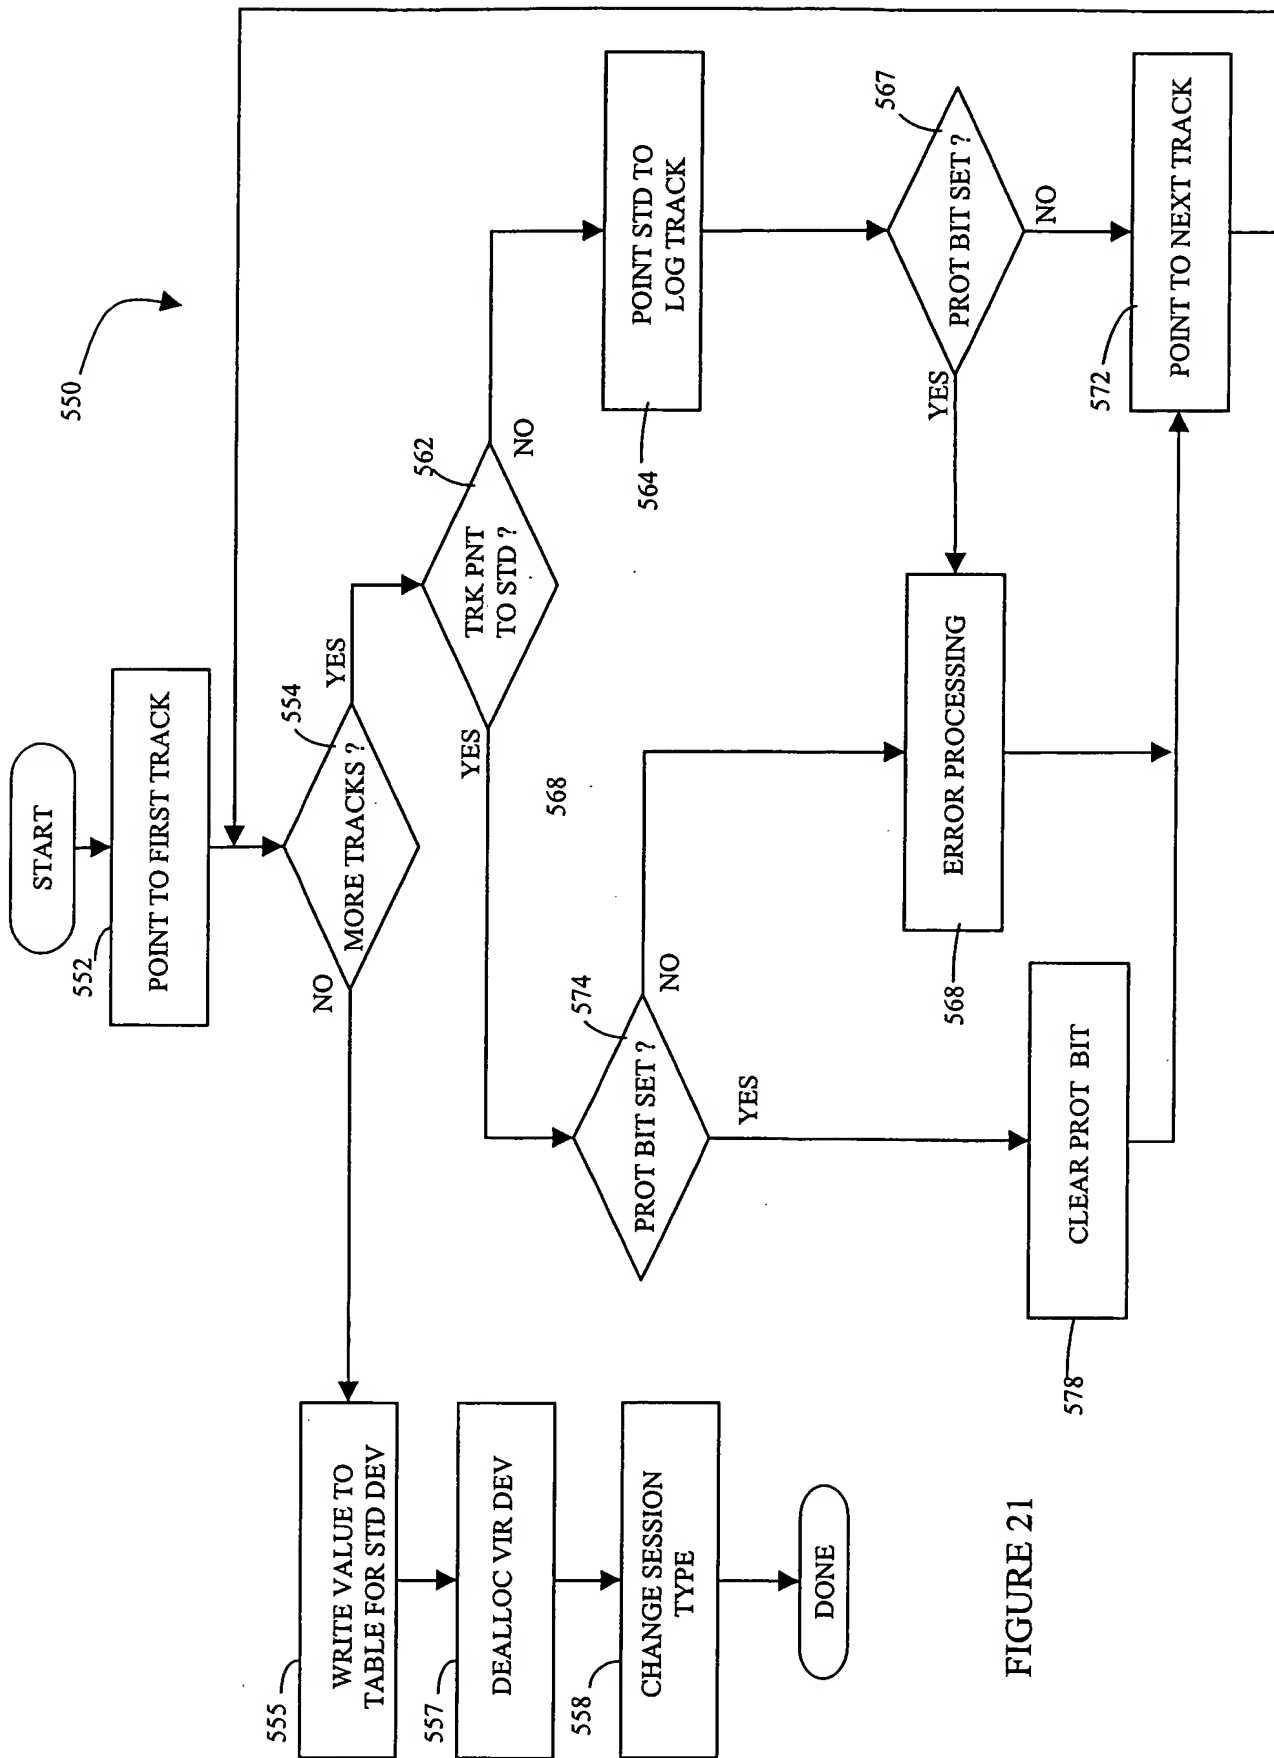 550
START
552
POINT TO FIRST TRACK
554
MORE TRACKS ?
NO
YES
562
TRK PNT
TO STD ?
YES
NO
568
POINT STD TO
LOG TRACK
564
574
PROT BIT SET ?
NO
YES
567
PROT BIT SET ?
YES
NO
ERROR PROCESSING
568
CLEAR PROT BIT
578
572
POINT TO NEXT TRACK
555
WRITE VALUE TO
TABLE FOR STD DEV
557
DEALLOC VIR DEV
558
CHANGE SESSION
TYPE
DONE
FIGURE 21